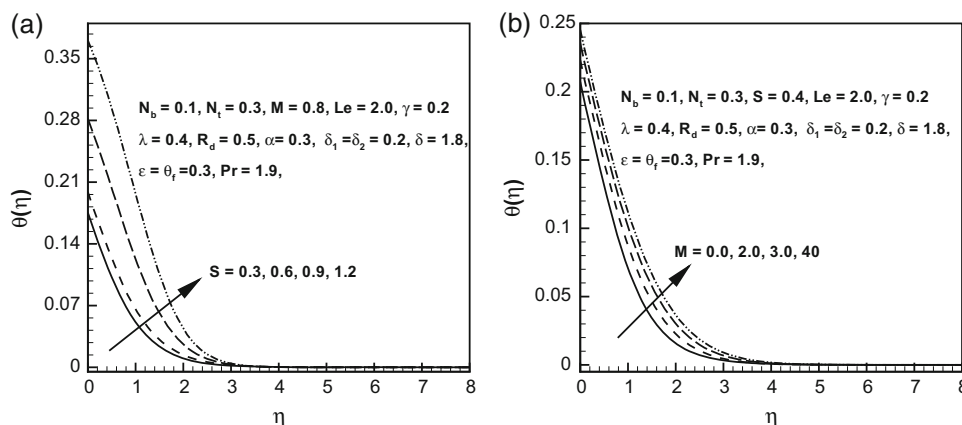 (a)
0.35
0.28
0.21
0.14
0.07
0
θ(η)
N_b = 0.1, N_t = 0.3, M = 0.8, Le = 2.0, γ = 0.2
λ = 0.4, R_d = 0.5, α= 0.3, δ_1 =δ_2 = 0.2, δ = 1.8,
ε = θ_f =0.3, Pr = 1.9,
S = 0.3, 0.6, 0.9, 1.2
0 1 2 3 4 5 6 7 8
η
(b)
0.25
0.2
0.15
0.1
0.05
0
θ(η)
N_b = 0.1, N_t = 0.3, S = 0.4, Le = 2.0, γ = 0.2
λ = 0.4, R_d = 0.5, α= 0.3, δ_1 =δ_2 = 0.2, δ = 1.8,
ε = θ_f =0.3, Pr = 1.9,
M = 0.0, 2.0, 3.0, 40
0 1 2 3 4 5 6 7 8
η